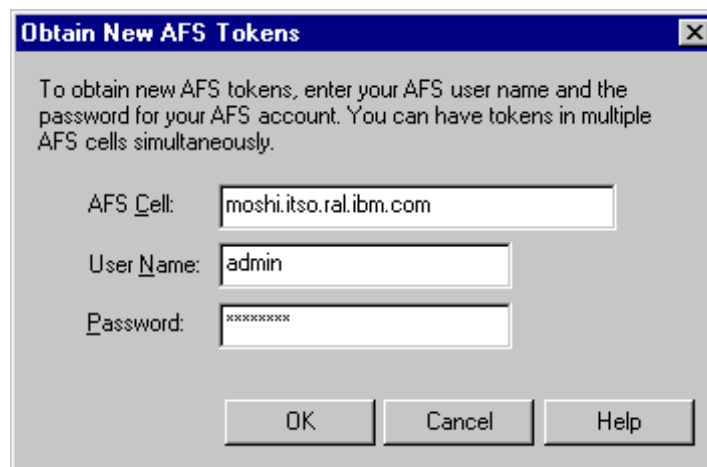 Obtain New AFS Tokens
To obtain new AFS tokens, enter your AFS user name and the
password for your AFS account. You can have tokens in multiple
AFS cells simultaneously.
AFS Cell: moshi.itso.ral.ibm.com
User Name: admin
Password: ********
OK Cancel Help